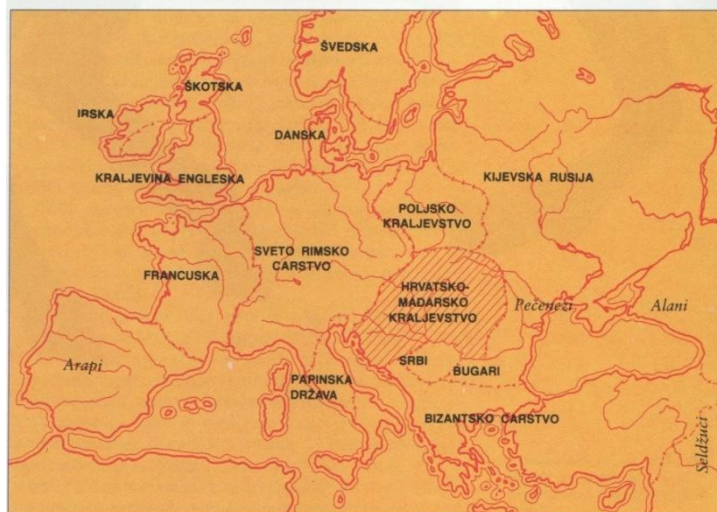 ŠVEDSKA
ŠKOTSKA
IRSKA
DANSKA
KRALJEVINA ENGLESKA
KIJEVSKA RUSIJA
POLJSKO
KRALJEVSTVO
SVETO RIMSKO
CARSTVO
FRANCUSKA
HRVATSKO-
MAĐARSKO
KRALJEVSTVO
Pečenezi
Alani
Arapi
SRBI
BUGARI
PAPINSKA
DRŽAVA
BIZANTSKO CARSTVO
Seldžuci